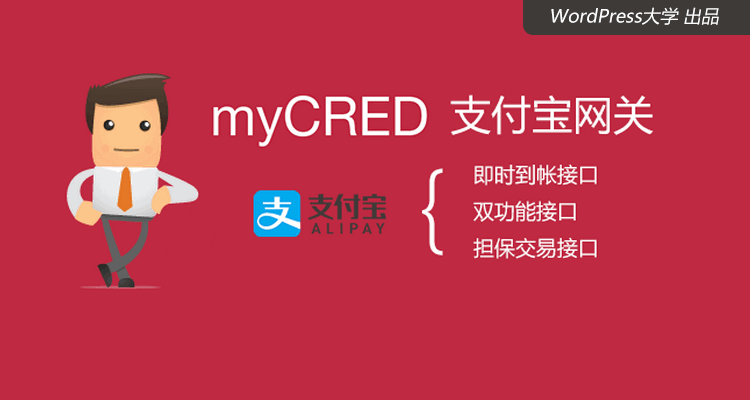 WordPress大学 出品
myCRED 支付宝网关
支 支付宝
ALIPAY
即时到帐接口
双功能接口
担保交易接口